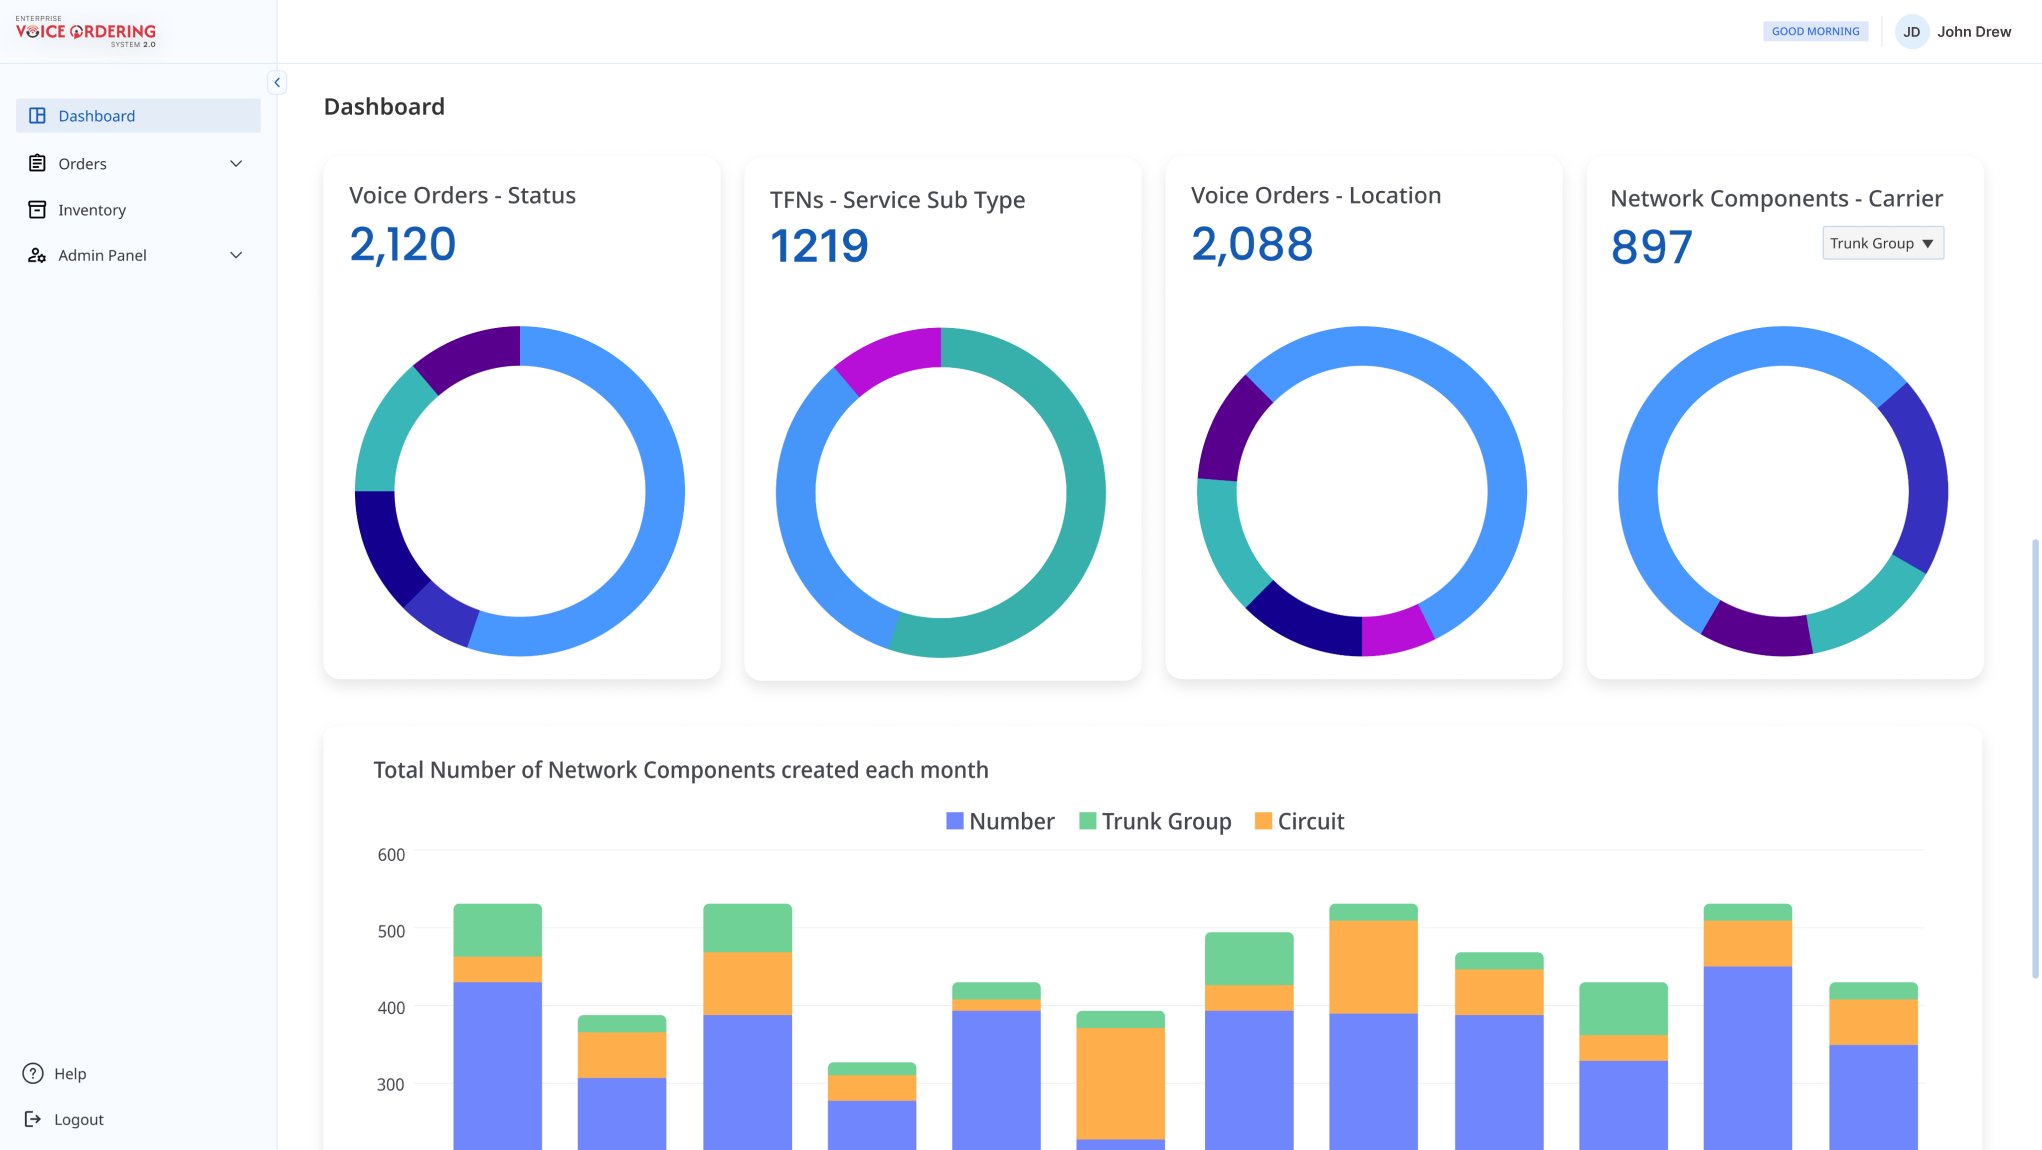 ENTERPRISE
VOICE ORDERING
SYSTEM 2.0
GOOD MORNING
JD
John Drew
Dashboard
Orders
Inventory
Admin Panel
Help
Logout
Dashboard
Voice Orders - Status
2,120
TFNs - Service Sub Type
1219
Voice Orders - Location
2,088
Network Components - Carrier
897
Trunk Group ▼
Total Number of Network Components created each month
Number
Trunk Group
Circuit
600
500
400
300